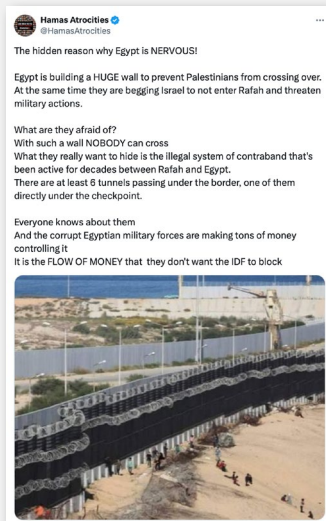 Hamas Atrocities
@HamasAtrocities
The hidden reason why Egypt is NERVOUS!
Egypt is building a HUGE wall to prevent Palestinians from crossing over.
At the same time they are begging Israel to not enter Rafah and threaten
military actions.
What are they afraid of?
With such a wall NOBODY can cross
What they really want to hide is the illegal system of contraband that's
been active for decades between Rafah and Egypt.
There are at least 6 tunnels passing under the border, one of them
directly under the checkpoint.
Everyone knows about them
And the corrupt Egyptian military forces are making tons of money
controlling it
It is the FLOW OF MONEY that they don't want the IDF to block